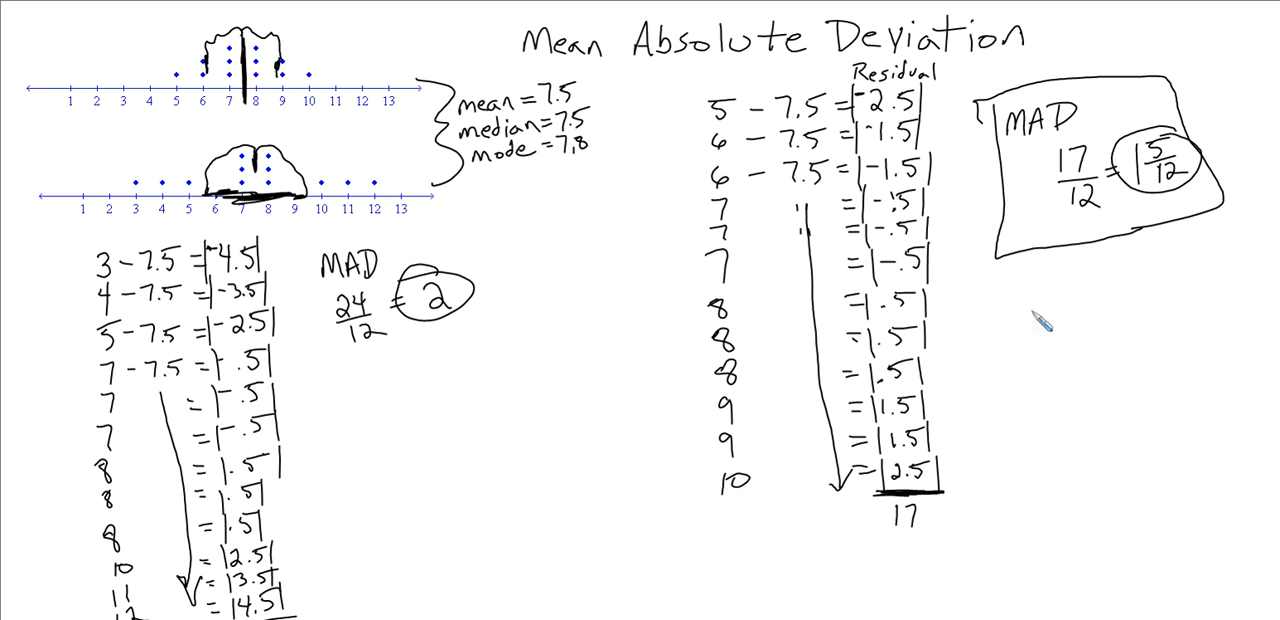 Mean Absolute Deviation
1 2 3 4 5 6 7 8 9 10 11 12 13
mean = 7.5
median = 7.5
mode = 7,8
1 2 3 4 5 6 7 8 9 10 11 12 13
3 - 7.5 = |-4.5|
4 - 7.5 = |-3.5|
5 - 7.5 = |-2.5|
7 - 7.5 = |-.5|
7 = |-.5|
7 = |-.5|
8 = |.5|
8 = |.5|
8 = |.5|
10 = |2.5|
11 = |3.5|
12 = |4.5|
MAD
24/12 = 2
Residual
5 - 7.5 = |-2.5|
6 - 7.5 = |-1.5|
6 - 7.5 = |-1.5|
7 " = |-.5|
7 " = |-.5|
7 = |-.5|
8 = |.5|
8 = |.5|
8 = |.5|
9 = |1.5|
9 = |1.5|
10 = |2.5|
17
MAD
17/12 = 1 5/12